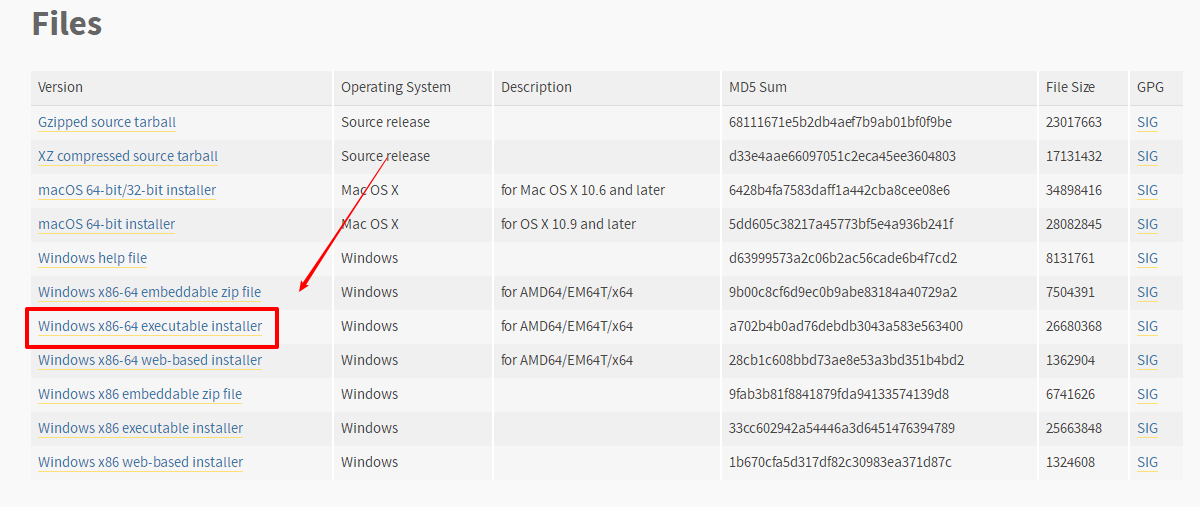 Files
Version Operating System Description MD5 Sum File Size GPG
Gzipped source tarball Source release 68111671e5b2db4aef7b9ab01bf0f9be 23017663 SIG
XZ compressed source tarball Source release d33e4aae66097051c2eca45ee3604803 17131432 SIG
macOS 64-bit/32-bit installer Mac OS X for Mac OS X 10.6 and later 6428b4fa7583daff1a442cba8cee08e6 34898416 SIG
macOS 64-bit installer Mac OS X for OS X 10.9 and later 5dd605c38217a45773bf5e4a936b241f 28082845 SIG
Windows help file Windows d63999573a2c06b2ac56cade6b4f7cd2 8131761 SIG
Windows x86-64 embeddable zip file Windows for AMD64/EM64T/x64 9b00c8cf6d9ec0b9abe83184a40729a2 7504391 SIG
Windows x86-64 executable installer Windows for AMD64/EM64T/x64 a702b4b0ad76debdb3043a583e563400 26680368 SIG
Windows x86-64 web-based installer Windows for AMD64/EM64T/x64 28cb1c608bbd73ae8e53a3bd351b4bd2 1362904 SIG
Windows x86 embeddable zip file Windows 9fab3b81f8841879fda94133574139d8 6741626 SIG
Windows x86 executable installer Windows 33cc602942a54446a3d6451476394789 25663848 SIG
Windows x86 web-based installer Windows 1b670cfa5d317df82c30983ea371d87c 1324608 SIG